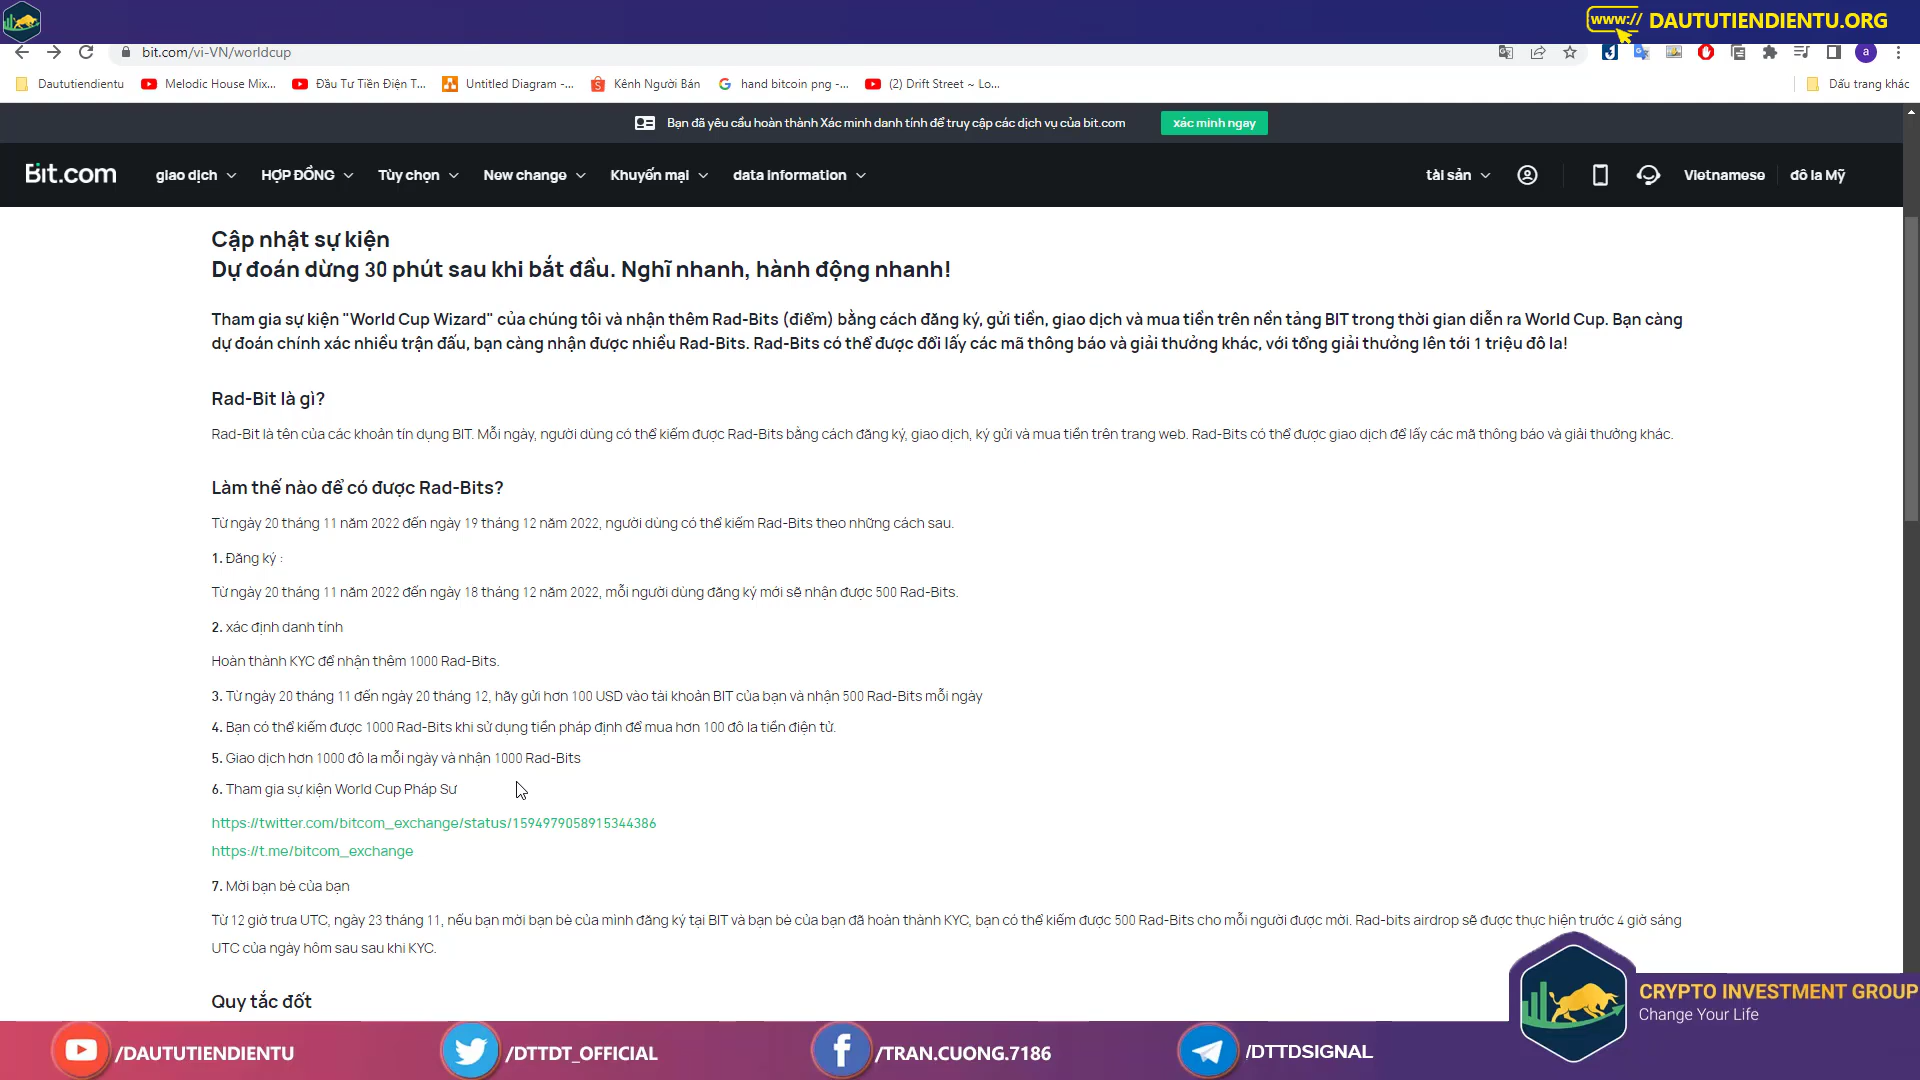 www:// DAUTUTIENDIENTU.ORG
bit.com/vi-VN/worldcup
a
Dautututiendientu
Melodic House Mix...
Đầu Tư Tiền Điện T...
Untitled Diagram -...
Kênh Người Bán
hand bitcoin png -...
(2) Drift Street ~ Lo...
Dấu trang khác
Bạn đã yêu cầu hoàn thành Xác minh danh tính để truy cập các dịch vụ của bit.com
xác minh ngay
Bit.com
giao dịch
HỢP ĐỒNG
Tùy chọn
New change
Khuyến mại
data information
tài sản
Vietnamese
đô la Mỹ
Cập nhật sự kiện
Dự đoán dừng 30 phút sau khi bắt đầu. Nghĩ nhanh, hành động nhanh!
Tham gia sự kiện "World Cup Wizard" của chúng tôi và nhận thêm Rad-Bits (điểm) bằng cách đăng ký, gửi tiền, giao dịch và mua tiền trên nền tảng BIT trong thời gian diễn ra World Cup. Bạn càng
dự đoán chính xác nhiều trận đấu, bạn càng nhận được nhiều Rad-Bits. Rad-Bits có thể được đổi lấy các mã thông báo và giải thưởng khác, với tổng giải thưởng lên tới 1 triệu đô la!
Rad-Bit là gì?
Rad-Bit là tên của các khoản tín dụng BIT. Mỗi ngày, người dùng có thể kiếm được Rad-Bits bằng cách đăng ký, giao dịch, ký gửi và mua tiền trên trang web. Rad-Bits có thể được giao dịch để lấy các mã thông báo và giải thưởng khác.
Làm thế nào để có được Rad-Bits?
Từ ngày 20 tháng 11 năm 2022 đến ngày 19 tháng 12 năm 2022, người dùng có thể kiếm Rad-Bits theo những cách sau.
1. Đăng ký :
Từ ngày 20 tháng 11 năm 2022 đến ngày 18 tháng 12 năm 2022, mỗi người dùng đăng ký mới sẽ nhận được 500 Rad-Bits.
2. xác định danh tính
Hoàn thành KYC để nhận thêm 1000 Rad-Bits.
3. Từ ngày 20 tháng 11 đến ngày 20 tháng 12, hãy gửi hơn 100 USD vào tài khoản BIT của bạn và nhận 500 Rad-Bits mỗi ngày
4. Bạn có thể kiếm được 1000 Rad-Bits khi sử dụng tiền pháp định để mua hơn 100 đô la tiền điện tử.
5. Giao dịch hơn 1000 đô la mỗi ngày và nhận 1000 Rad-Bits
6. Tham gia sự kiện World Cup Pháp Sư
https://twitter.com/bitcom_exchange/status/1594979058915344386
https://t.me/bitcom_exchange
7. Mời bạn bè của bạn
Từ 12 giờ trưa UTC, ngày 23 tháng 11, nếu bạn mời bạn bè của mình đăng ký tại BIT và bạn bè của bạn đã hoàn thành KYC, bạn có thể kiếm được 500 Rad-Bits cho mỗi người được mời. Rad-bits airdrop sẽ được thực hiện trước 4 giờ sáng
UTC của ngày hôm sau sau khi KYC.
Quy tắc đốt
CRYPTO INVESTMENT GROUP
Change Your Life
/DAUTUTIENDIENTU
/DTTDT_OFFICIAL
/TRAN.CUONG.7186
/DTTDSIGNAL